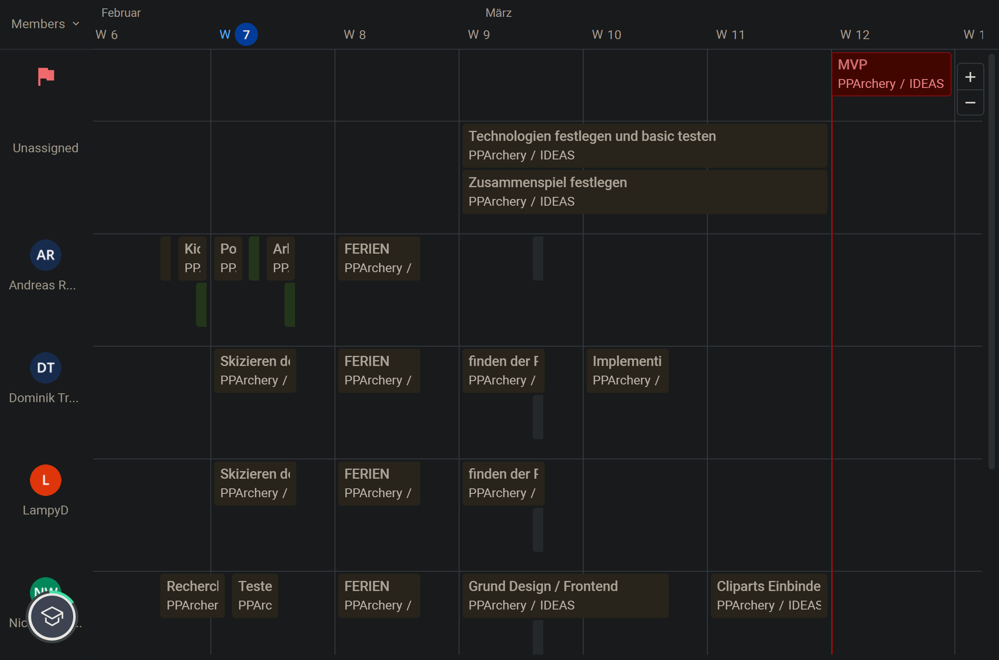 Members
Februar
März
W 6
W 7
W 8
W 9
W 10
W 11
W 12
W 1
MVP
PPArchery / IDEAS
+
−
Unassigned
Technologien festlegen und basic testen
PPArchery / IDEAS
Zusammenspiel festlegen
PPArchery / IDEAS
AR
Andreas R...
Kic
PP.
Po
PP.
Arl
PP.
FERIEN
PPArchery /
DT
Dominik Tr...
Skizieren de
PPArchery /
FERIEN
PPArchery /
finden der F
PPArchery /
Implementi
PPArchery /
L
LampyD
Skizieren de
PPArchery /
FERIEN
PPArchery /
finden der F
PPArchery /
NW
Nic
Rechercl
PPArcher
Teste
PPArc
FERIEN
PPArchery /
Grund Design / Frontend
PPArchery / IDEAS
Cliparts Einbinde
PPArchery / IDEAS